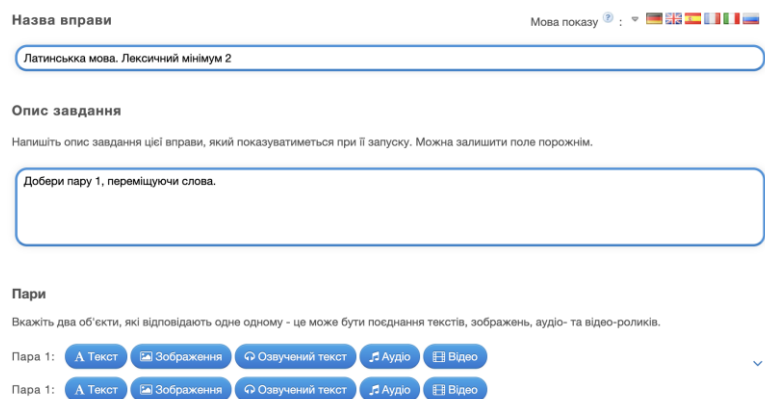 Назва вправи
Мова показу ? :
Латинськка мова. Лексичний мінімум 2
Опис завдання
Напишіть опис завдання цієї вправи, який показуватиметься при її запуску. Можна залишити поле порожнім.
Добери пару 1, переміщуючи слова.
Пари
Вкажіть два об'єкти, які відповідають одне одному - це може бути поєднання текстів, зображень, аудіо- та відео-роликів.
Пара 1: A Текст Зображення Озвучений текст Аудіо Відео
Пара 1: A Текст Зображення Озвучений текст Аудіо Відео